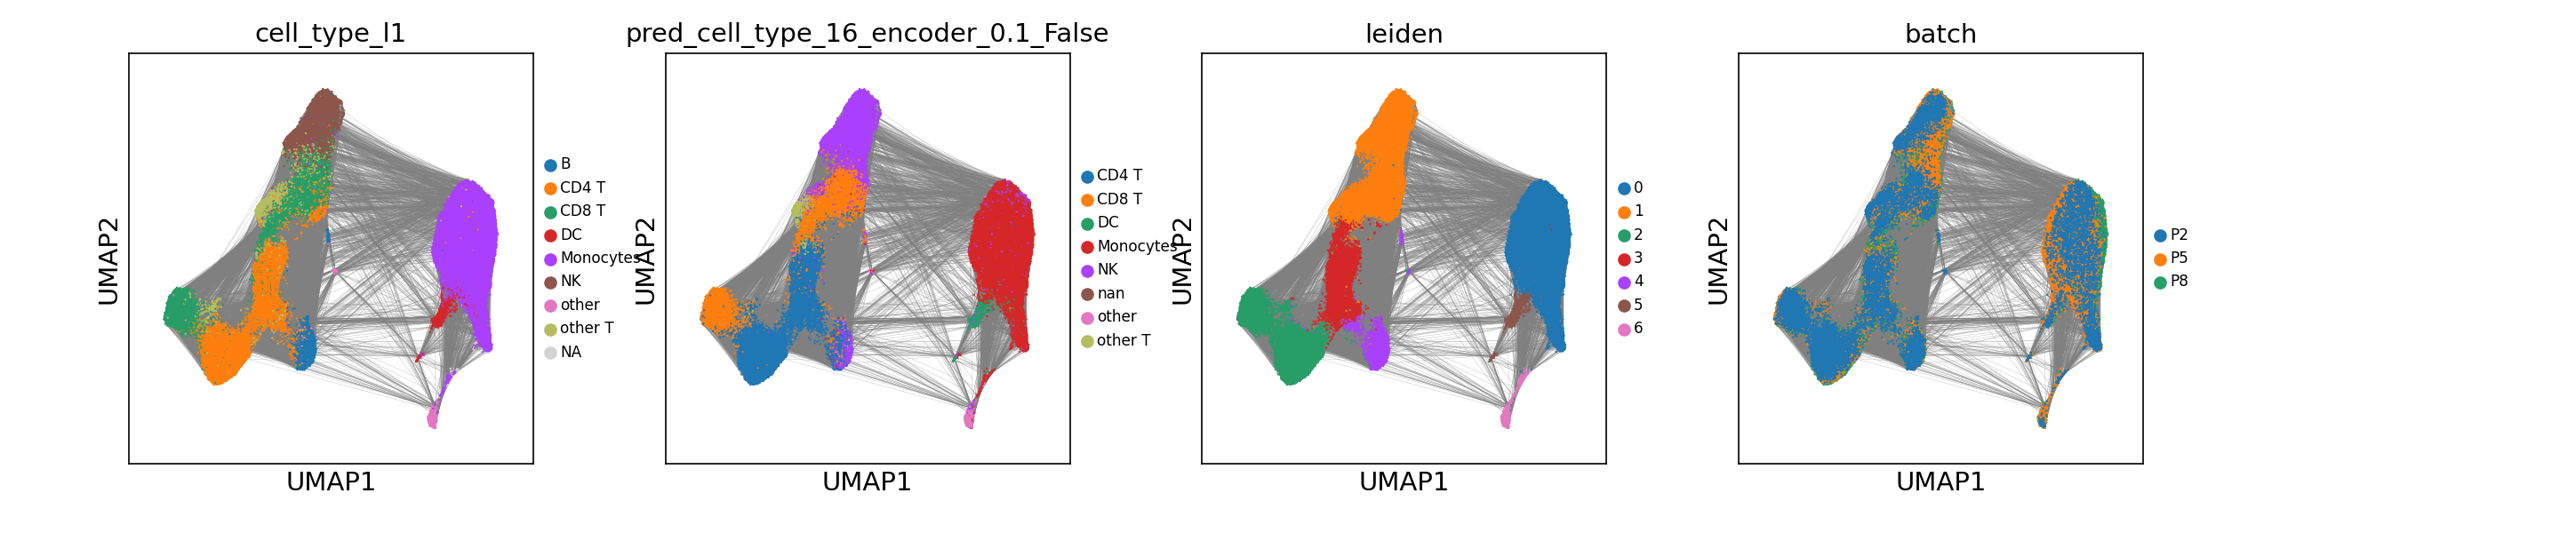 cell_type_l1
UMAP2
UMAP1
B
CD4 T
CD8 T
DC
Monocytes
NK
other
other T
NA
pred_cell_type_16_encoder_0.1_False
UMAP2
UMAP1
CD4 T
CD8 T
DC
Monocytes
NK
nan
other
other T
leiden
UMAP2
UMAP1
0
1
2
3
4
5
6
batch
UMAP2
UMAP1
P2
P5
P8